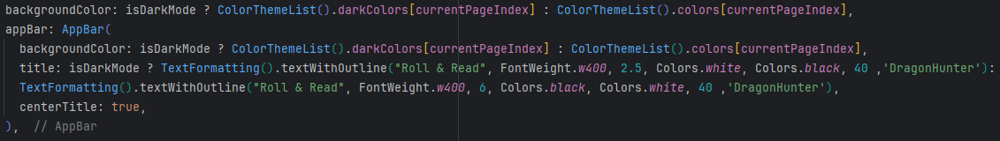 backgroundColor: isDarkMode ? ColorThemeList().darkColors[currentPageIndex] : ColorThemeList().colors[currentPageIndex],
appBar: AppBar(
  backgroundColor: isDarkMode ? ColorThemeList().darkColors[currentPageIndex] : ColorThemeList().colors[currentPageIndex],
  title: isDarkMode ? TextFormatting().textWithOutline("Roll & Read", FontWeight.w400, 2.5, Colors.white, Colors.black, 40 ,'DragonHunter'):
  TextFormatting().textWithOutline("Roll & Read", FontWeight.w400, 6, Colors.black, Colors.white, 40 ,'DragonHunter'),
  centerTitle: true,
), // AppBar